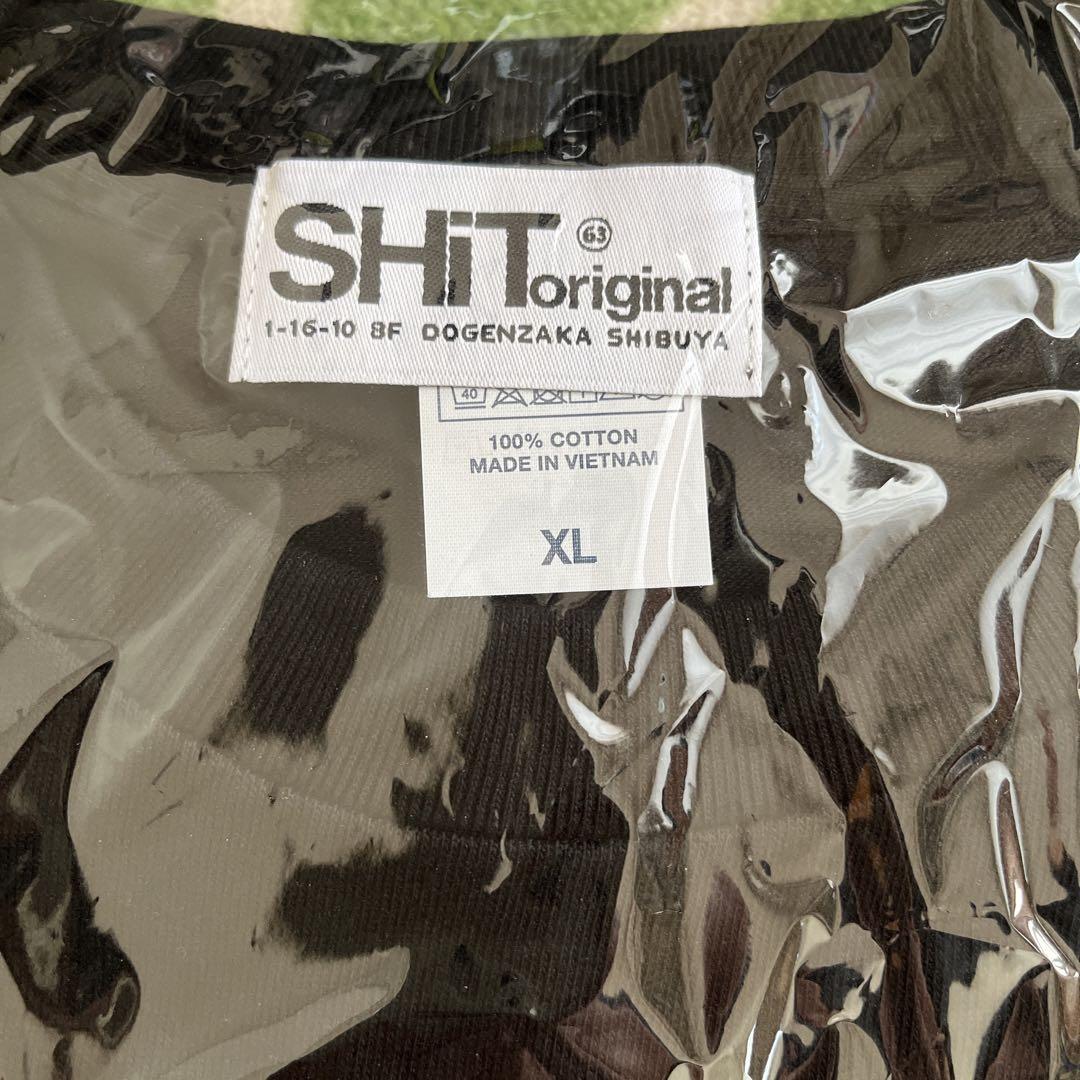 SHiT 63
original
1-16-10 8F DOGENZAKA SHIBUYA
40
100% COTTON
MADE IN VIETNAM
XL